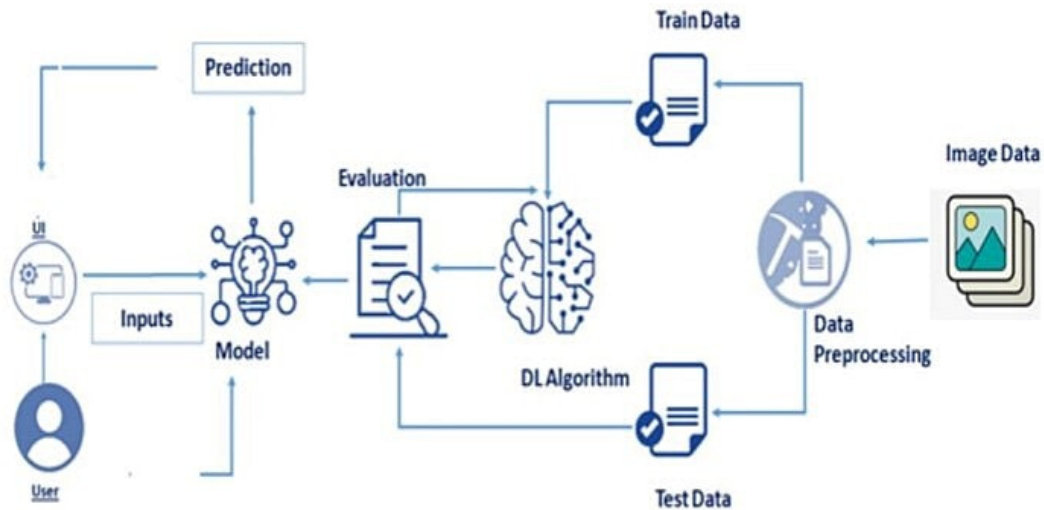 Train Data
Prediction
Image Data
Evaluation
UI
Inputs
Model
Data
Preprocessing
DL Algorithm
User
Test Data